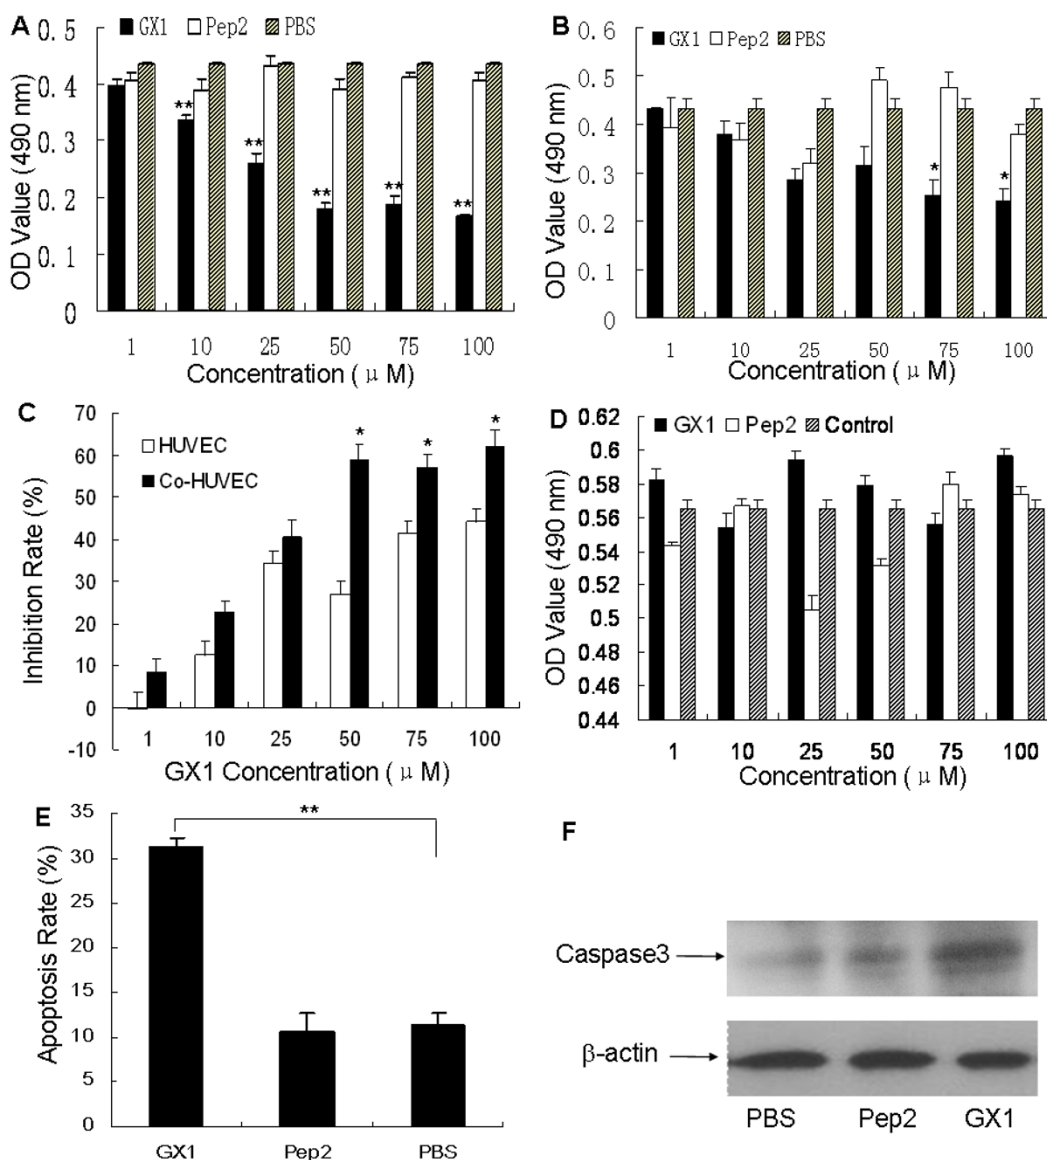 A
GX1 Pep2 PBS
OD Value (490 nm)
0.5
0.4
0.3
0.2
0.1
0
** ** ** ** **
1 10 25 50 75 100
Concentration ( μ M)
B
GX1 Pep2 PBS
OD Value (490 nm)
0.6
0.5
0.4
0.3
0.2
0.1
0
* *
1 10 25 50 75 100
Concentration ( μ M)
C
HUVEC
Co-HUVEC
Inhibition Rate (%)
70
60
50
40
30
20
10
0
-10
* * *
1 10 25 50 75 100
GX1 Concentration ( μ M)
D
GX1 Pep2 Control
OD Value (490 nm)
0.62
0.6
0.58
0.56
0.54
0.52
0.5
0.48
0.46
0.44
1 10 25 50 75 100
Concentration ( μ M)
E
Apoptosis Rate (%)
35
30
25
20
15
10
5
0
**
GX1 Pep2 PBS
F
Caspase3
β-actin
PBS Pep2 GX1